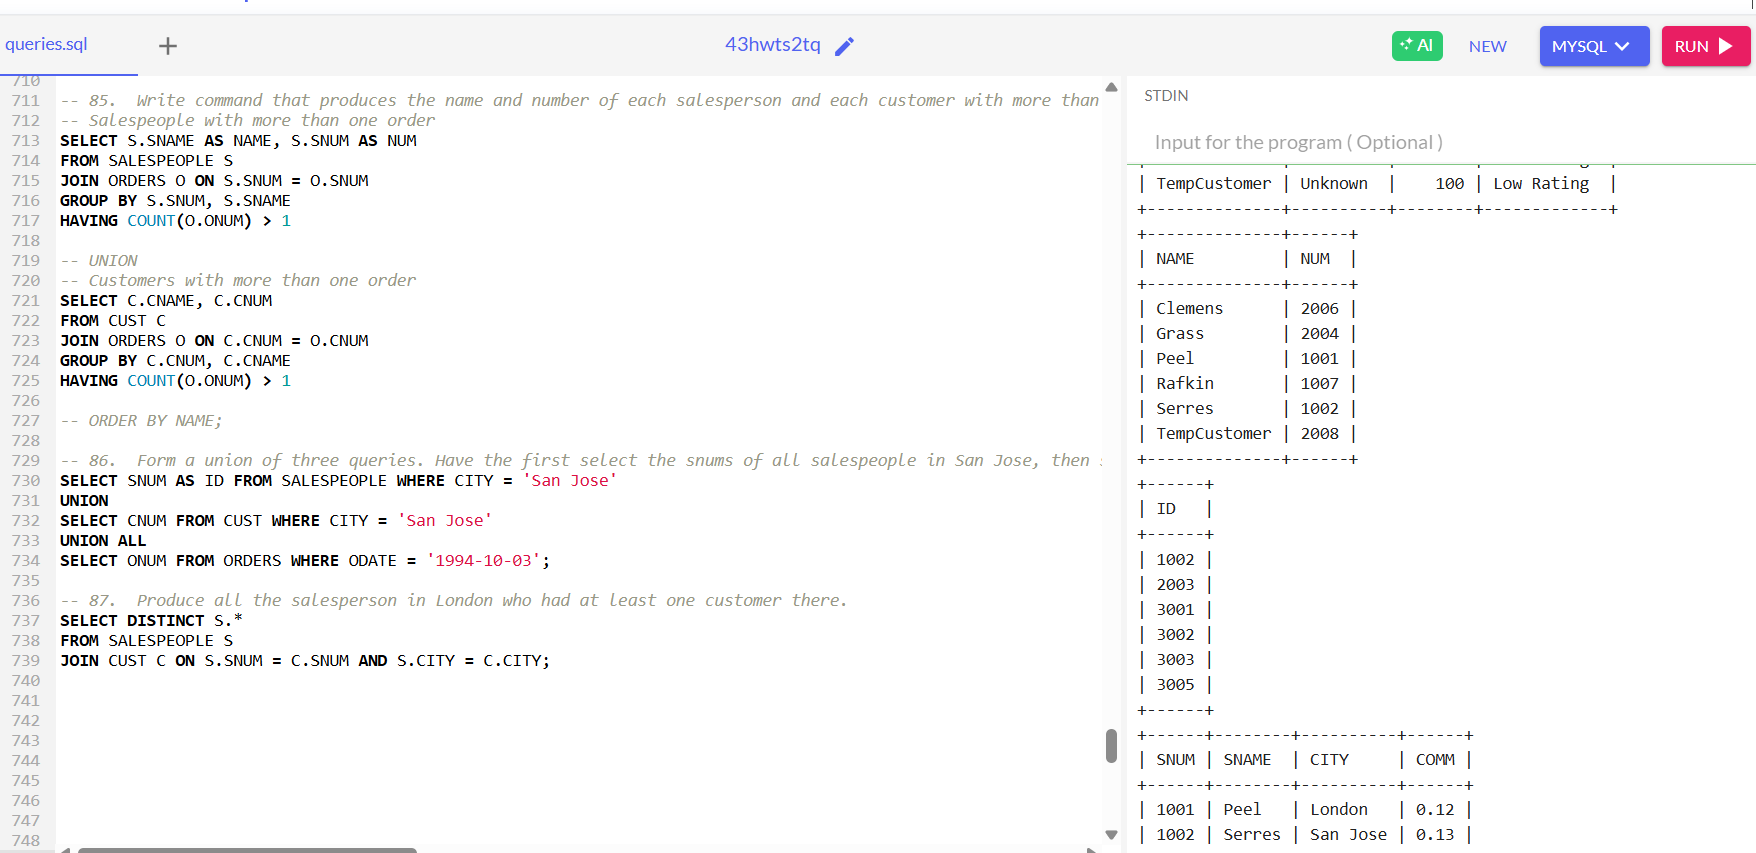 queries.sql
+
43hwts2tq
AI
NEW
MYSQL
RUN
710
711 -- 85.  Write command that produces the name and number of each salesperson and each customer with more than
712 -- Salespeople with more than one order
713 SELECT S.SNAME AS NAME, S.SNUM AS NUM
714 FROM SALESPEOPLE S
715 JOIN ORDERS O ON S.SNUM = O.SNUM
716 GROUP BY S.SNUM, S.SNAME
717 HAVING COUNT(O.ONUM) > 1
718
719 -- UNION
720 -- Customers with more than one order
721 SELECT C.CNAME, C.CNUM
722 FROM CUST C
723 JOIN ORDERS O ON C.CNUM = O.CNUM
724 GROUP BY C.CNUM, C.CNAME
725 HAVING COUNT(O.ONUM) > 1
726
727 -- ORDER BY NAME;
728
729 -- 86.  Form a union of three queries. Have the first select the snums of all salespeople in San Jose, then
730 SELECT SNUM AS ID FROM SALESPEOPLE WHERE CITY = 'San Jose'
731 UNION
732 SELECT CNUM FROM CUST WHERE CITY = 'San Jose'
733 UNION ALL
734 SELECT ONUM FROM ORDERS WHERE ODATE = '1994-10-03';
735
736 -- 87.  Produce all the salesperson in London who had at least one customer there.
737 SELECT DISTINCT S.*
738 FROM SALESPEOPLE S
739 JOIN CUST C ON S.SNUM = C.SNUM AND S.CITY = C.CITY;
740
741
742
743
744
745
746
747
748
STDIN
Input for the program ( Optional )
| TempCustomer | Unknown  |    100 | Low Rating  |
+--------------+----------+--------+-------------+
+--------------+------+
| NAME         | NUM  |
+--------------+------+
| Clemens      | 2006 |
| Grass        | 2004 |
| Peel         | 1001 |
| Rafkin       | 1007 |
| Serres       | 1002 |
| TempCustomer | 2008 |
+--------------+------+
+------+
| ID   |
+------+
| 1002 |
| 2003 |
| 3001 |
| 3002 |
| 3003 |
| 3005 |
+------+
+------+--------+----------+------+
| SNUM | SNAME  | CITY     | COMM |
+------+--------+----------+------+
| 1001 | Peel   | London   | 0.12 |
| 1002 | Serres | San Jose | 0.13 |